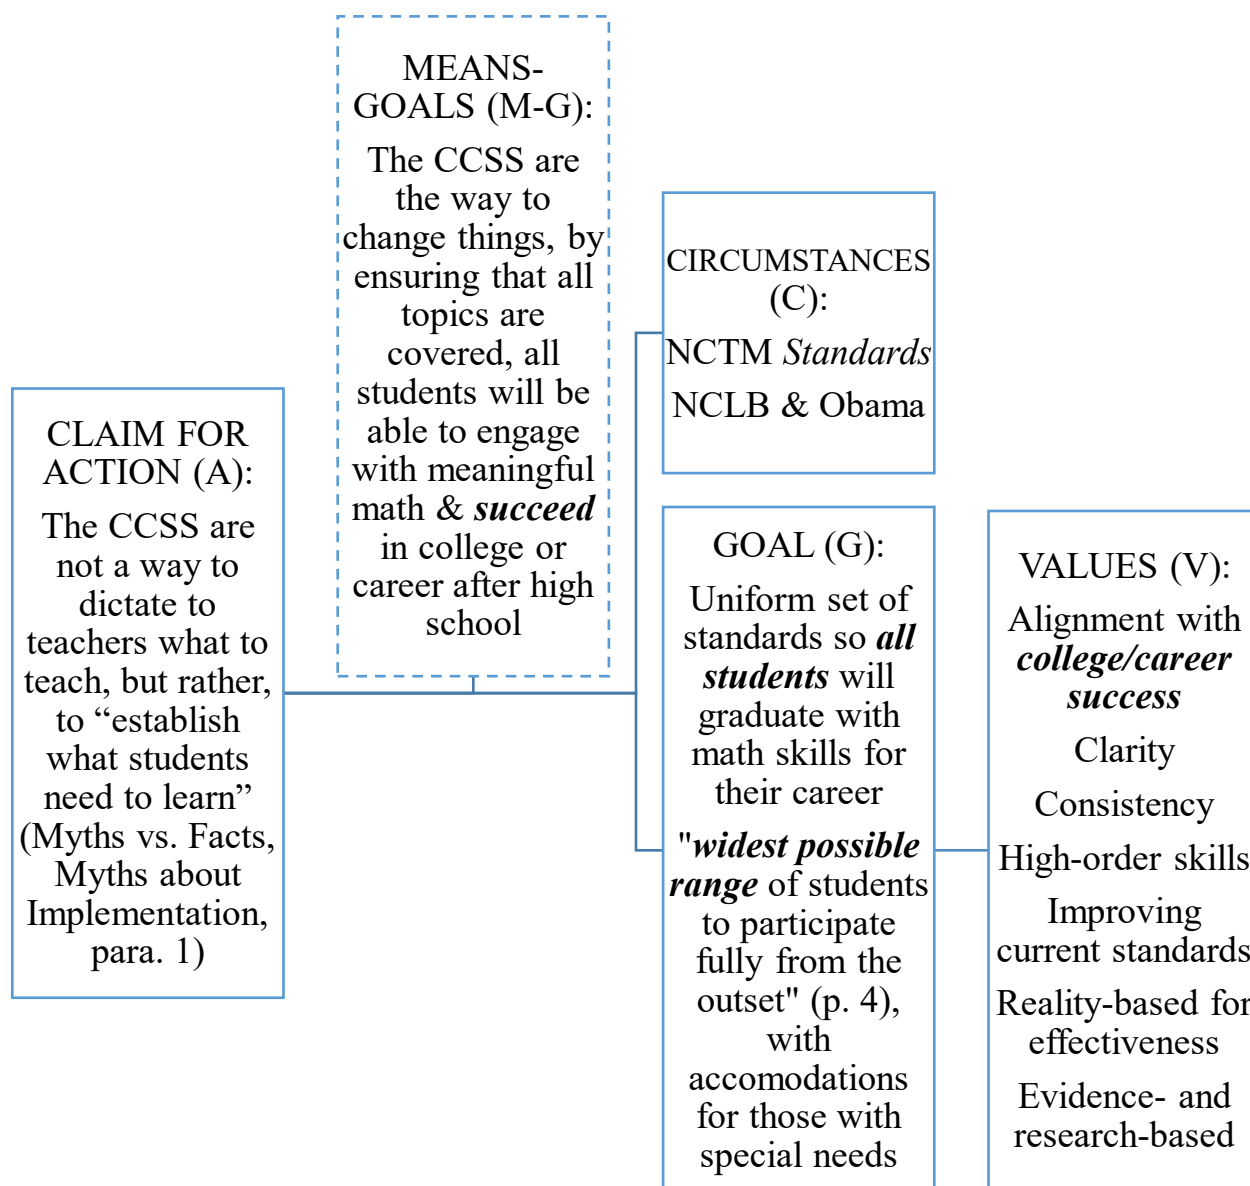 CLAIM FOR
ACTION (A):
The CCSS are
not a way to
dictate to
teachers what to
teach, but rather,
to “establish
what students
need to learn”
(Myths vs. Facts,
Myths about
Implementation,
para. 1)
MEANS-
GOALS (M-G):
The CCSS are
the way to
change things, by
ensuring that all
topics are
covered, all
students will be
able to engage
with meaningful
math & succeed
in college or
career after high
school
CIRCUMSTANCES
(C):
NCTM Standards
NCLB & Obama
GOAL (G):
Uniform set of
standards so all
students will
graduate with
math skills for
their career
"widest possible
range of students
to participate
fully from the
outset" (p. 4),
with
accomodations
for those with
special needs
VALUES (V):
Alignment with
college/career
success
Clarity
Consistency
High-order skills
Improving
current standards
Reality-based for
effectiveness
Evidence- and
research-based